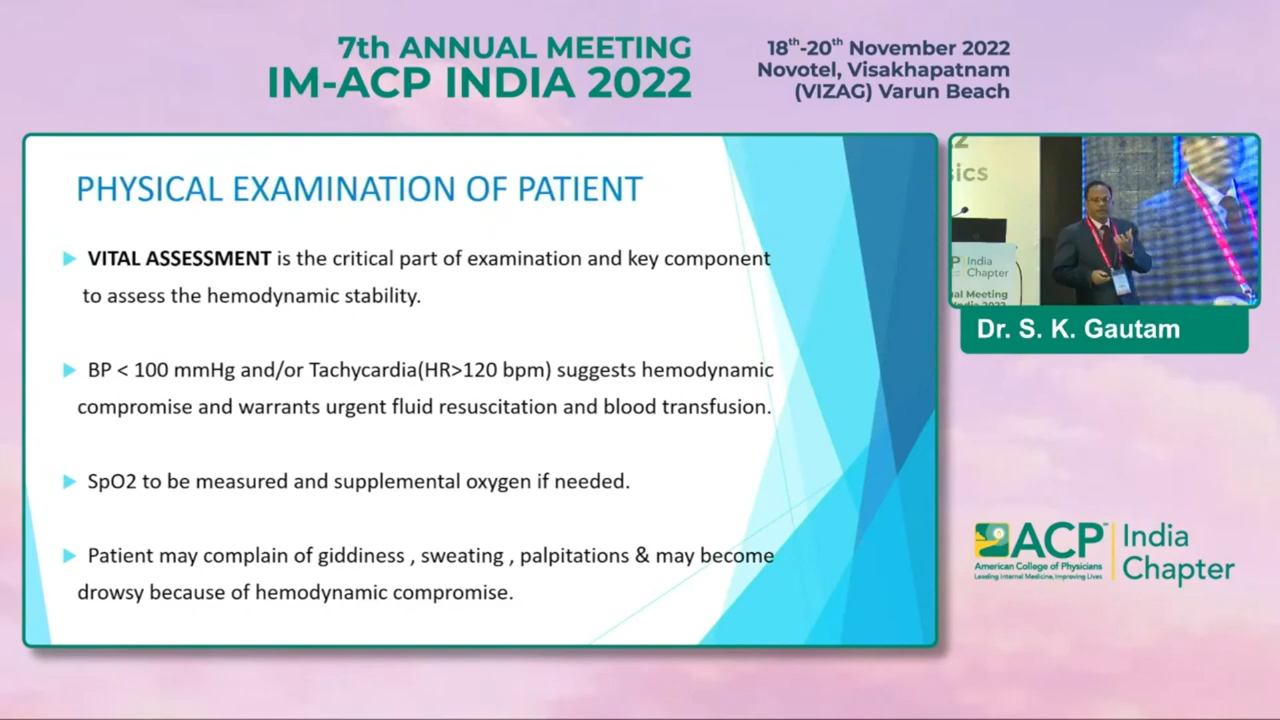 7th ANNUAL MEETING
IM-ACP INDIA 2022
18th-20th November 2022
Novotel, Visakhapatnam
(VIZAG) Varun Beach
PHYSICAL EXAMINATION OF PATIENT
VITAL ASSESSMENT is the critical part of examination and key component
to assess the hemodynamic stability.
BP < 100 mmHg and/or Tachycardia(HR>120 bpm) suggests hemodynamic
compromise and warrants urgent fluid resuscitation and blood transfusion.
SpO2 to be measured and supplemental oxygen if needed.
Patient may complain of giddiness , sweating , palpitations & may become
drowsy because of hemodynamic compromise.
sics
India
Chapter
al Meeting
Dr. S. K. Gautam
ACP
American College of Physicians
Leading Internal Medicine, Improving Lives
India
Chapter